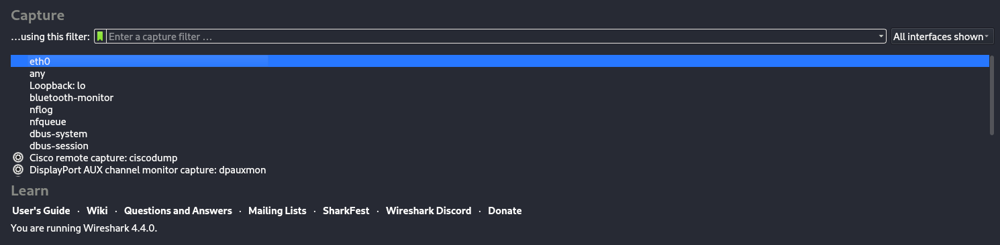 Capture
...using this filter: Enter a capture filter ... All interfaces shown
eth0
any
Loopback: lo
bluetooth-monitor
nflog
nfqueue
dbus-system
dbus-session
Cisco remote capture: ciscodump
DisplayPort AUX channel monitor capture: dpauxmon
Learn
User's Guide · Wiki · Questions and Answers · Mailing Lists · SharkFest · Wireshark Discord · Donate
You are running Wireshark 4.4.0.